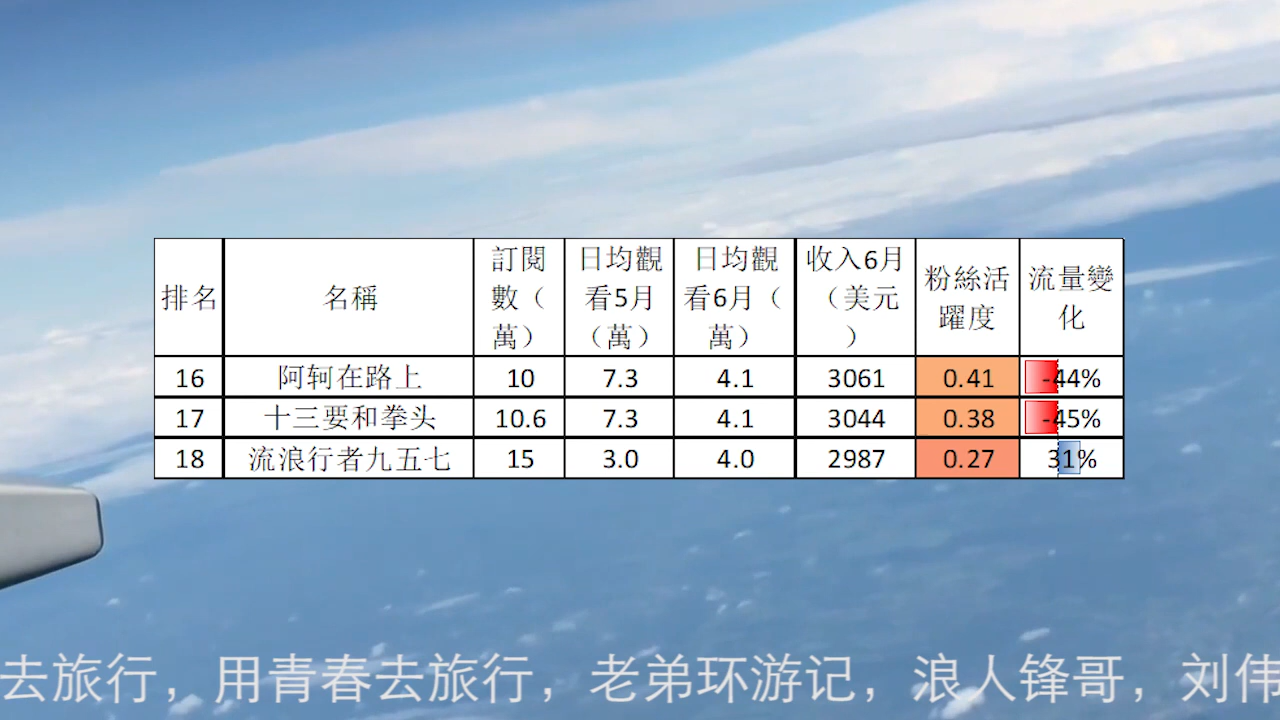 排名 名稱 訂閱數（萬） 日均觀看5月（萬） 日均觀看6月（萬） 收入6月（美元） 粉絲活躍度 流量變化
16 阿轲在路上 10 7.3 4.1 3061 0.41 -44%
17 十三要和拳头 10.6 7.3 4.1 3044 0.38 -45%
18 流浪行者九五七 15 3.0 4.0 2987 0.27 31%
去旅行，用青春去旅行，老弟环游记，浪人锋哥，刘伟